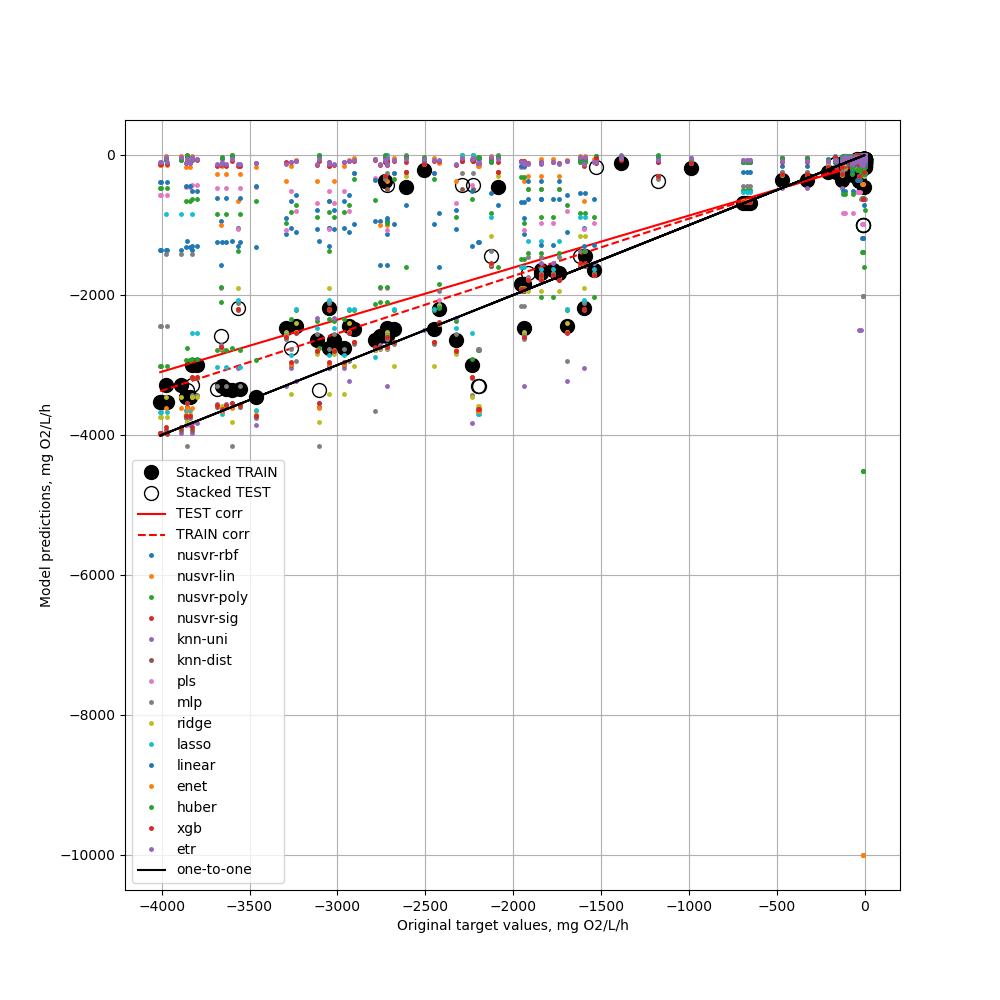 0
−2000
−4000
−6000
−8000
−10000
Model predictions, mg O2/L/h
Stacked TRAIN
Stacked TEST
TEST corr
TRAIN corr
nusvr-rbf
nusvr-lin
nusvr-poly
nusvr-sig
knn-uni
knn-dist
pls
mlp
ridge
lasso
linear
enet
huber
xgb
etr
one-to-one
−4000 −3500 −3000 −2500 −2000 −1500 −1000 −500 0
Original target values, mg O2/L/h